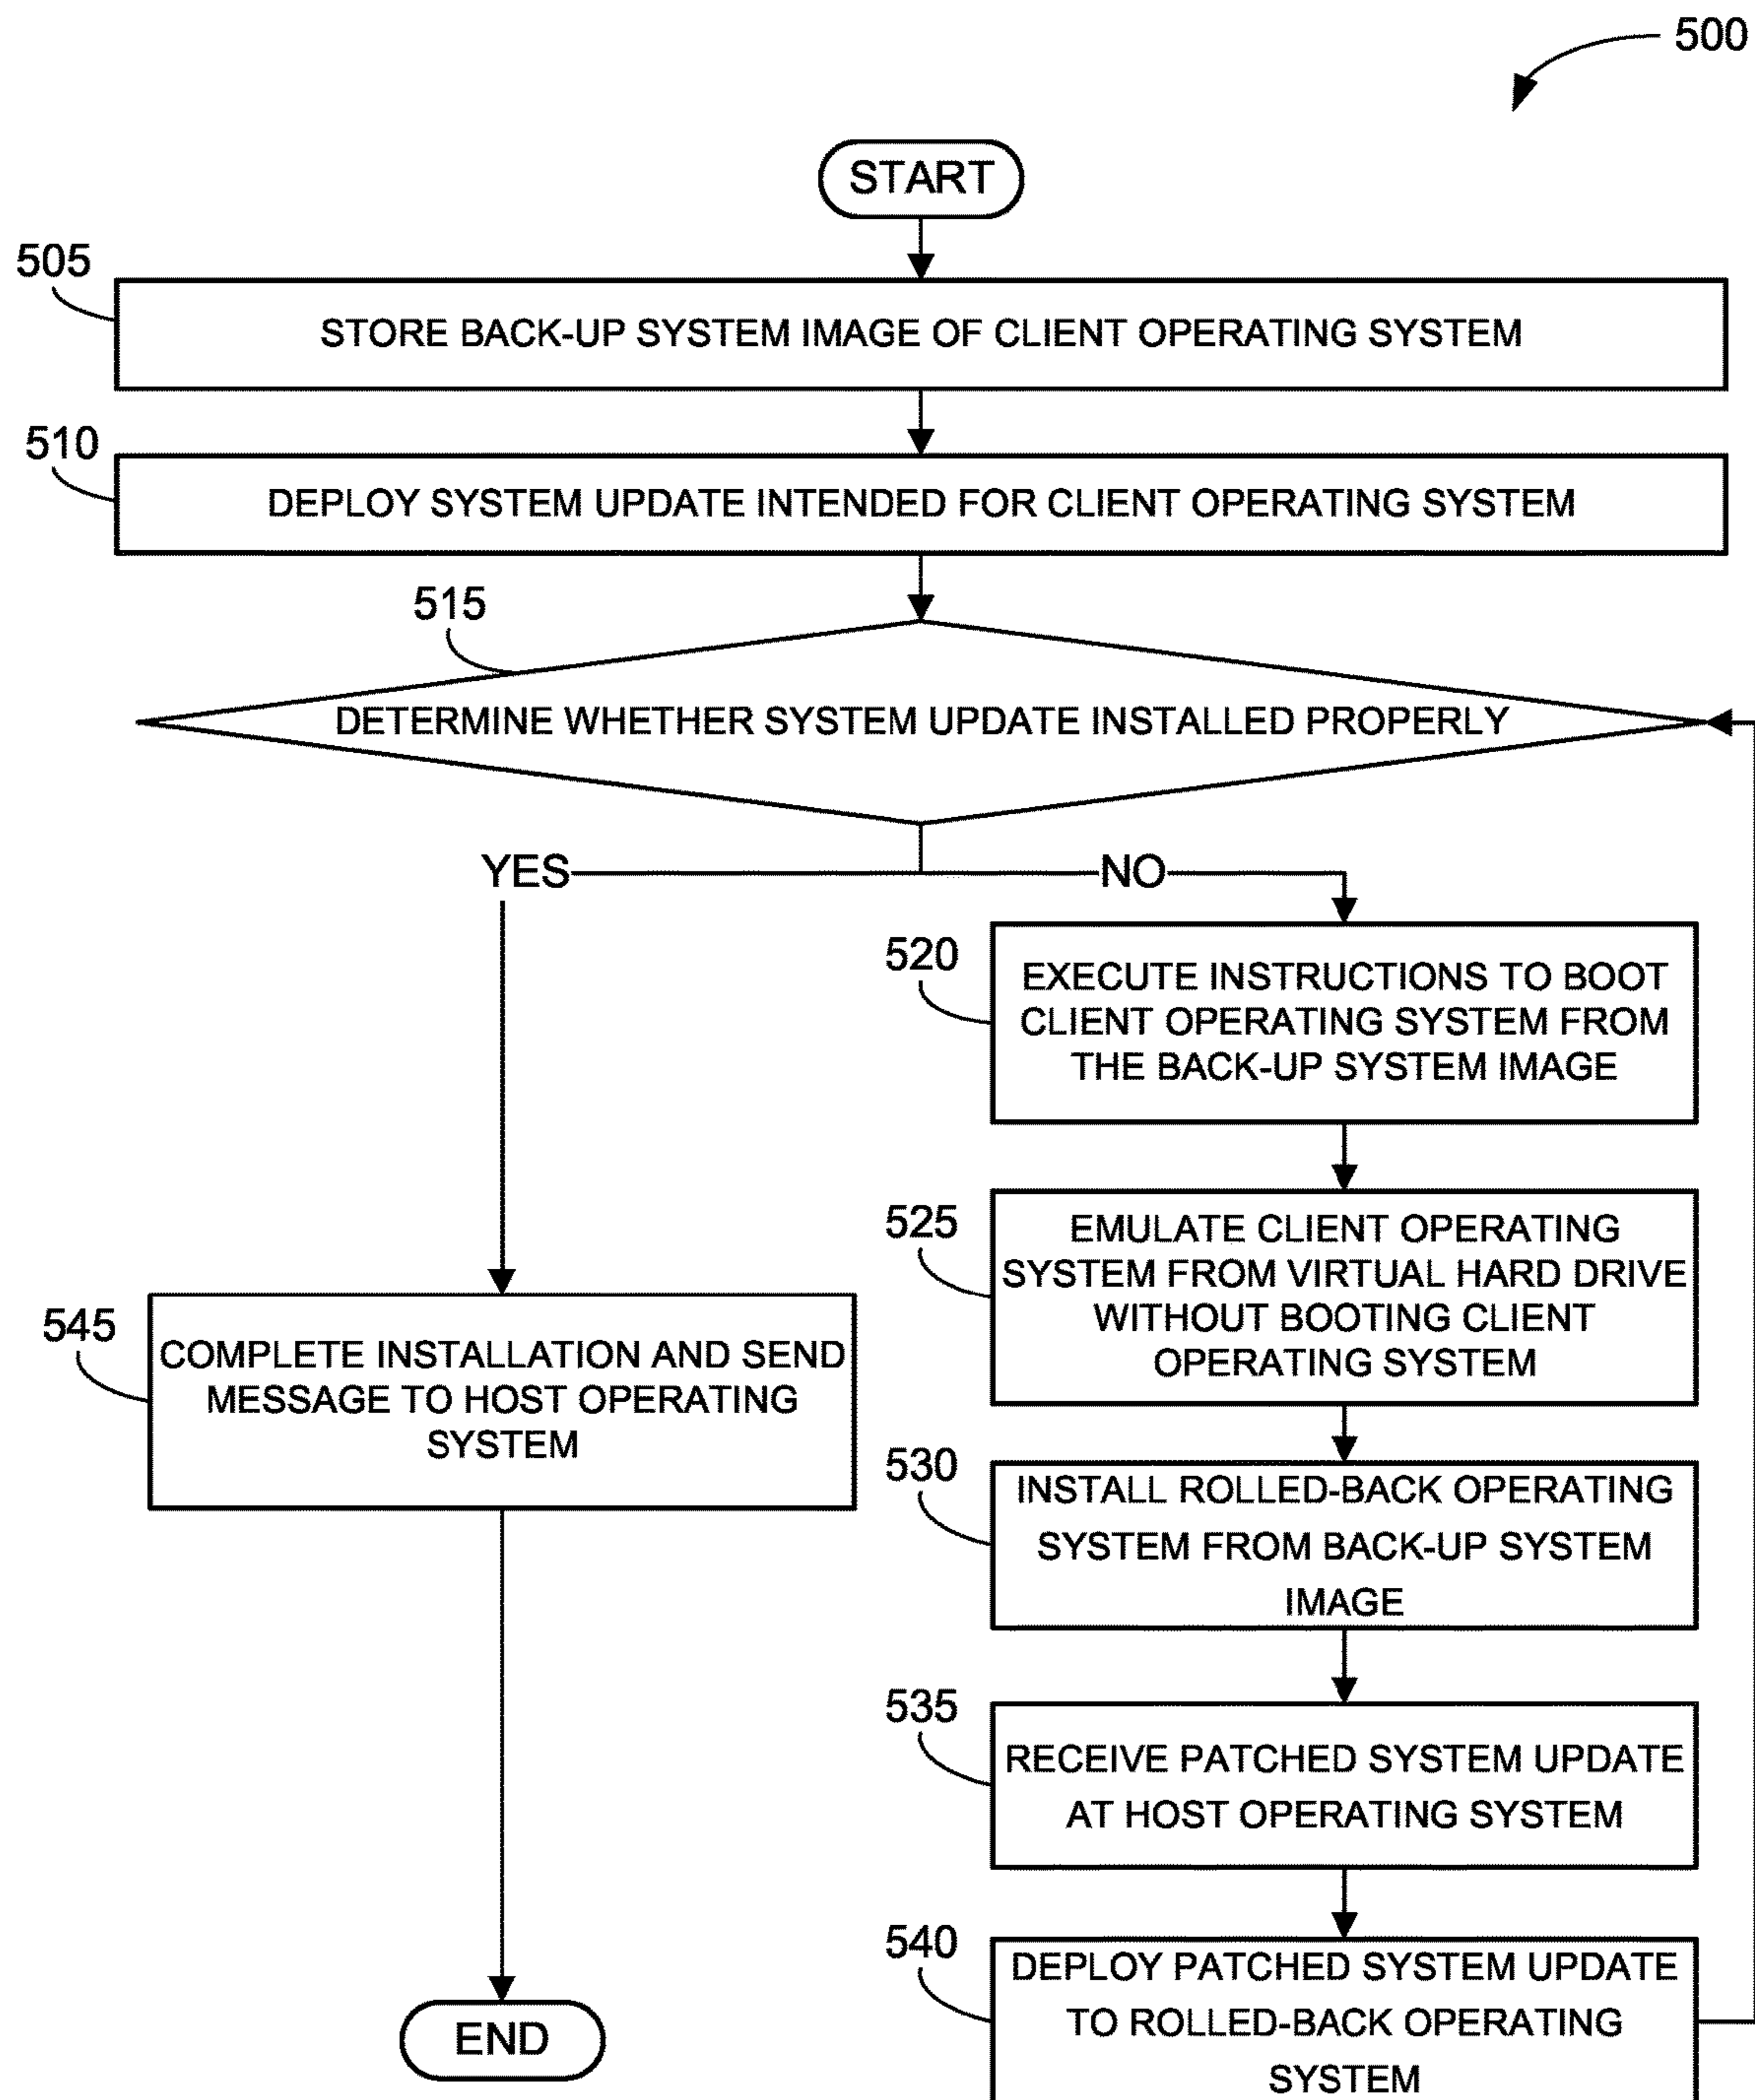 500
START
505
STORE BACK-UP SYSTEM IMAGE OF CLIENT OPERATING SYSTEM
510
DEPLOY SYSTEM UPDATE INTENDED FOR CLIENT OPERATING SYSTEM
515
DETERMINE WHETHER SYSTEM UPDATE INSTALLED PROPERLY
YES
NO
520
EXECUTE INSTRUCTIONS TO BOOT
CLIENT OPERATING SYSTEM FROM
THE BACK-UP SYSTEM IMAGE
525
EMULATE CLIENT OPERATING
SYSTEM FROM VIRTUAL HARD DRIVE
WITHOUT BOOTING CLIENT
OPERATING SYSTEM
545
COMPLETE INSTALLATION AND SEND
MESSAGE TO HOST OPERATING
SYSTEM
530
INSTALL ROLLED-BACK OPERATING
SYSTEM FROM BACK-UP SYSTEM
IMAGE
535
RECEIVE PATCHED SYSTEM UPDATE
AT HOST OPERATING SYSTEM
540
DEPLOY PATCHED SYSTEM UPDATE
TO ROLLED-BACK OPERATING
SYSTEM
END